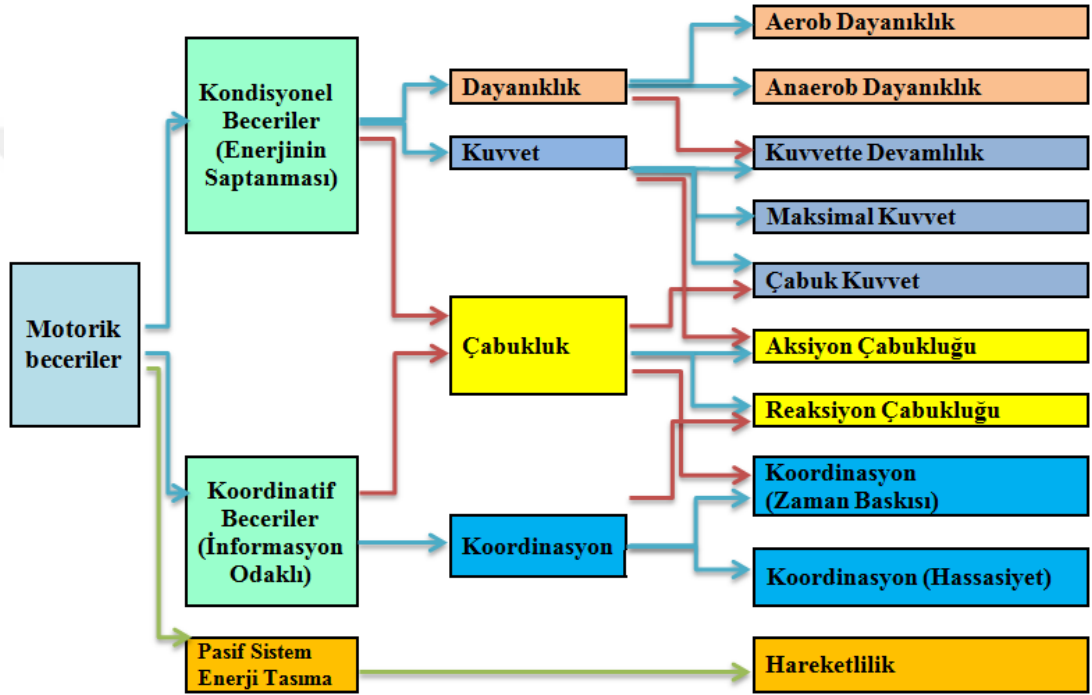 Motorik
beceriler
Kondisyonel
Beceriler
(Enerjinin
Saptanması)
Koordinatif
Beceriler
(İnformasyon
Odaklı)
Pasif Sistem
Enerji Tasıma
Dayanıklık
Kuvvet
Çabukluk
Koordinasyon
Aerob Dayanıklık
Anaerob Dayanıklık
Kuvvette Devamlılık
Maksimal Kuvvet
Çabuk Kuvvet
Aksiyon Çabukluğu
Reaksiyon Çabukluğu
Koordinasyon
(Zaman Baskısı)
Koordinasyon (Hassasiyet)
Hareketlilik